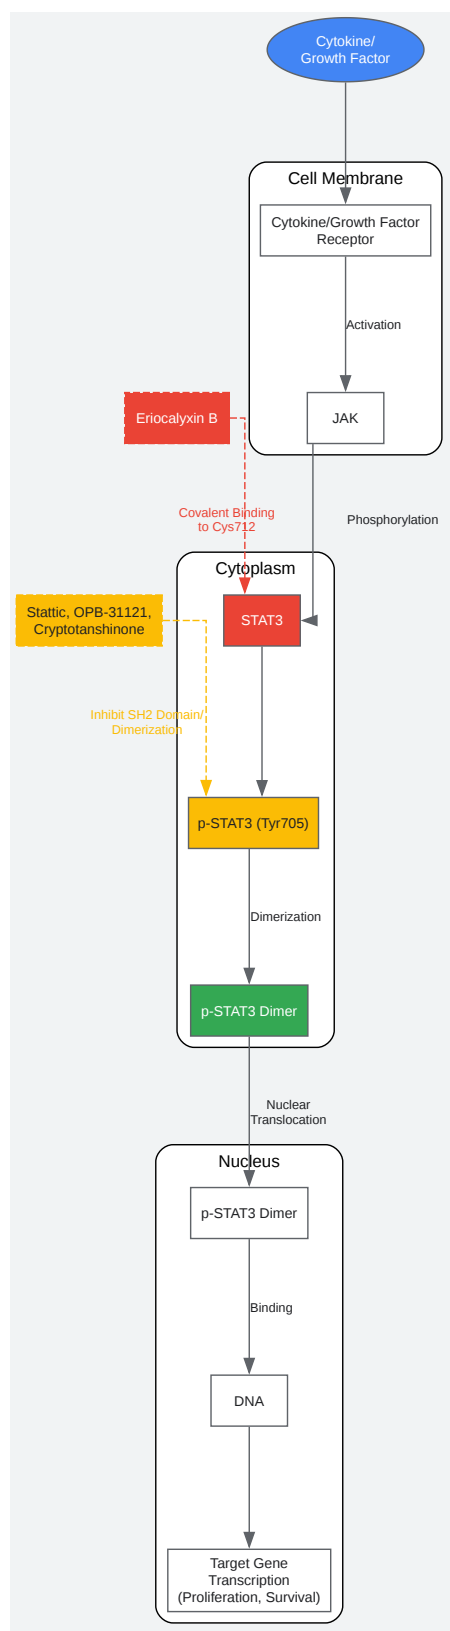 Cytokine/
Growth Factor
Cell Membrane
Cytokine/Growth Factor
Receptor
Activation
Eriocalyxin B
JAK
Covalent Binding
to Cys712
Phosphorylation
Cytoplasm
Stattic, OPB-31121,
Cryptotanshinone
STAT3
Inhibit SH2 Domain/
Dimerization
p-STAT3 (Tyr705)
Dimerization
p-STAT3 Dimer
Nuclear
Translocation
Nucleus
p-STAT3 Dimer
Binding
DNA
Target Gene
Transcription
(Proliferation, Survival)